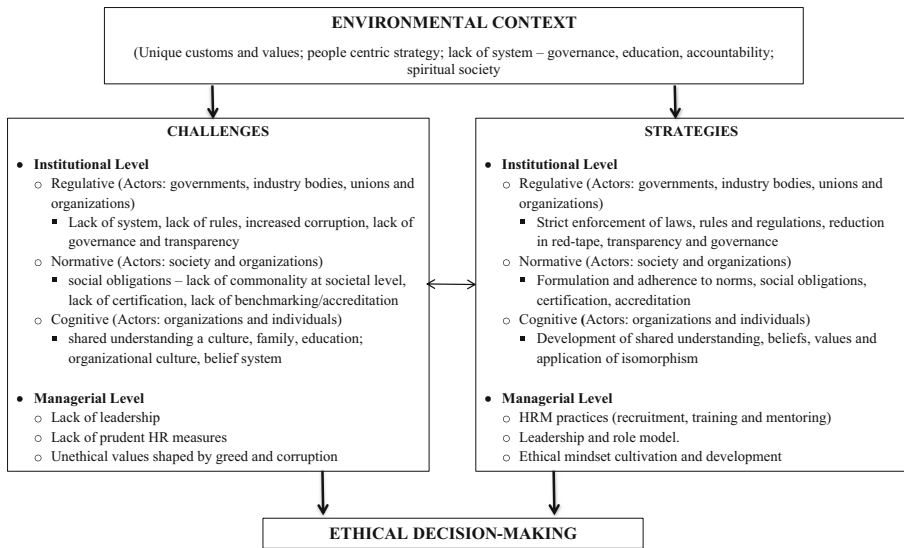 ENVIRONMENTAL CONTEXT
(Unique customs and values; people centric strategy; lack of system – governance, education, accountability;
spiritual society
CHALLENGES
● Institutional Level
○ Regulative (Actors: governments, industry bodies, unions and
organizations)
▪ Lack of system, lack of rules, increased corruption, lack of
governance and transparency
○ Normative (Actors: society and organizations)
▪ social obligations – lack of commonality at societal level,
lack of certification, lack of benchmarking/accreditation
○ Cognitive (Actors: organizations and individuals)
▪ shared understanding a culture, family, education;
organizational culture, belief system
● Managerial Level
○ Lack of leadership
○ Lack of prudent HR measures
○ Unethical values shaped by greed and corruption
STRATEGIES
● Institutional Level
○ Regulative (Actors: governments, industry bodies, unions and
organizations)
▪ Strict enforcement of laws, rules and regulations, reduction
in red-tape, transparency and governance
○ Normative (Actors: society and organizations)
▪ Formulation and adherence to norms, social obligations,
certification, accreditation
○ Cognitive (Actors: organizations and individuals)
▪ Development of shared understanding, beliefs, values and
application of isomorphism
● Managerial Level
○ HRM practices (recruitment, training and mentoring)
○ Leadership and role model.
○ Ethical mindset cultivation and development
ETHICAL DECISION-MAKING